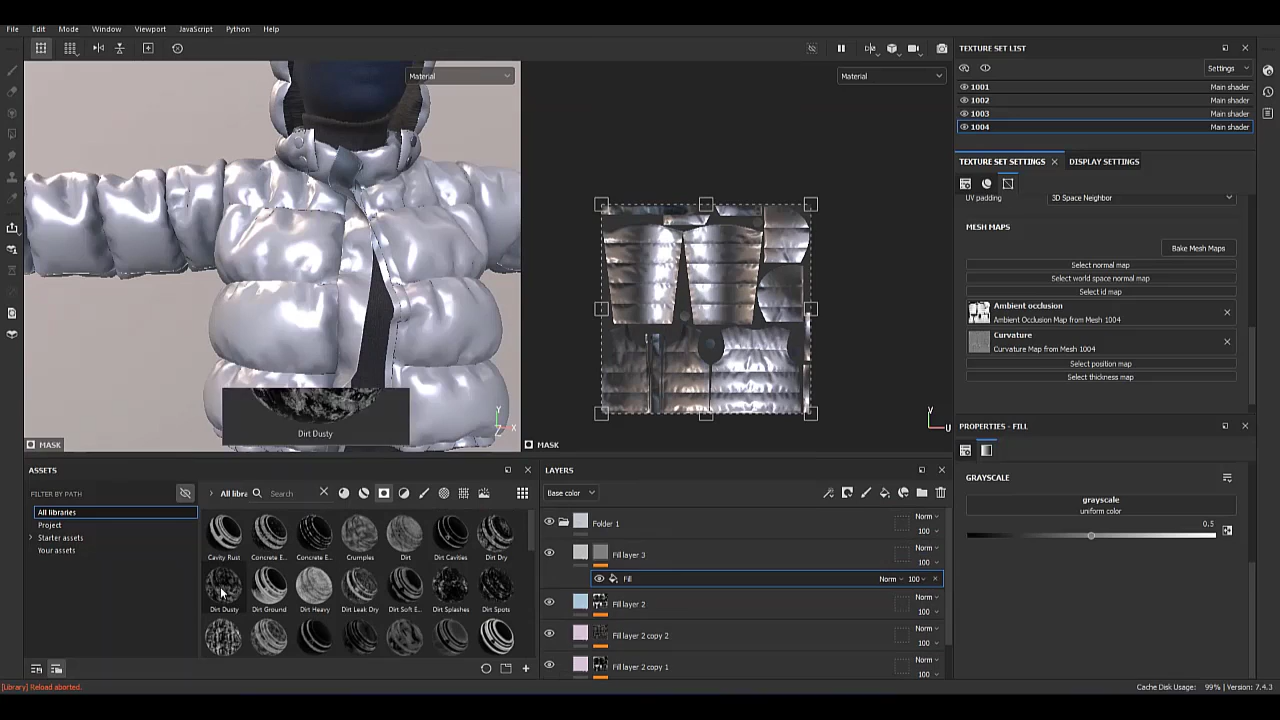 File Edit Mode Window Viewport JavaScript Python Help
Material
Material
TEXTURE SET LIST
Settings
1001 Main shader
1002 Main shader
1003 Main shader
1004 Main shader
TEXTURE SET SETTINGS DISPLAY SETTINGS
UV padding 3D Space Neighbor
MESH MAPS
Bake Mesh Maps
Select normal map
Select world space normal map
Select id map
Ambient occlusion
Ambient Occlusion Map from Mesh 1004
Curvature
Curvature Map from Mesh 1004
Select position map
Select thickness map
Dirt Dusty
Y
X
Z
V
U
MASK
MASK
PROPERTIES - FILL
GRAYSCALE
grayscale
uniform color
0.5
ASSETS
FILTER BY PATH
All libraries
Project
Starter assets
Your assets
All libra
Search
Cavity Rust Concrete E... Concrete E... Crumples Dirt Dirt Cavities Dirt Dry
Dirt Dusty Dirt Ground Dirt Heavy Dirt Leak Dry Dirt Soft E... Dirt Splashes Dirt Spots
LAYERS
Base color
Folder 1 Norm 100
Fill layer 3 Norm 100
Fill Norm 100
Fill layer 2 Norm 100
Fill layer 2 copy 2 Norm 100
Fill layer 2 copy 1 Norm 100
[Library] Reload aborted.
Cache Disk Usage: 99% | Version: 7.4.3